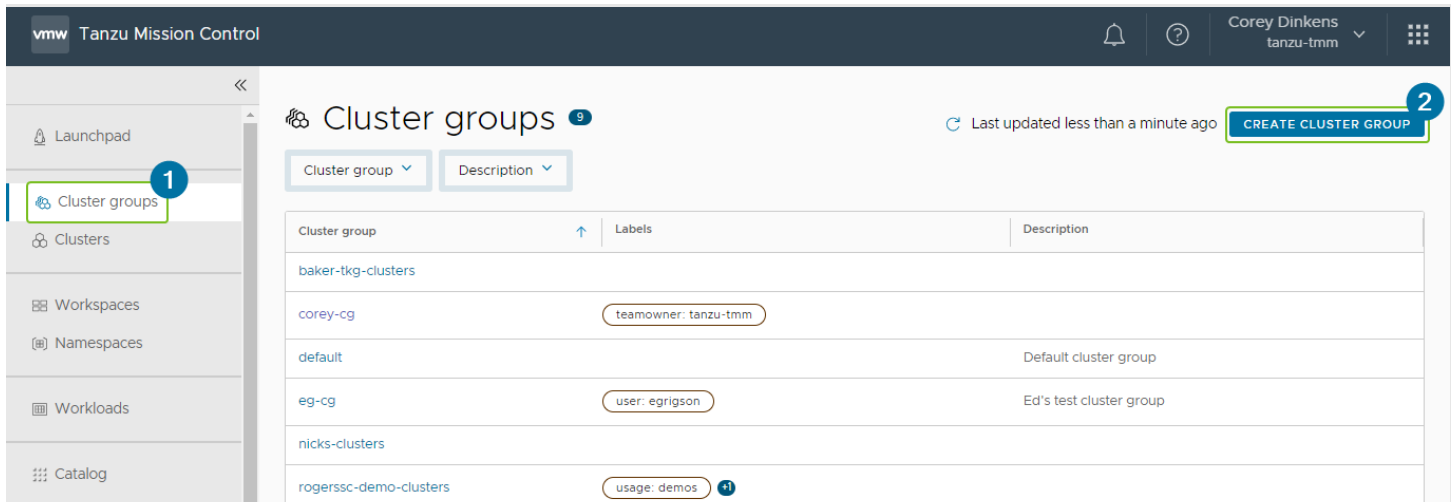 vmw Tanzu Mission Control
Corey Dinkens
tanzu-tmm
Launchpad
1
Cluster groups
Clusters
Workspaces
Namespaces
Workloads
Catalog
Cluster groups 9
Last updated less than a minute ago
CREATE CLUSTER GROUP
2
Cluster group
Description
Cluster group Labels Description
baker-tkg-clusters
corey-cg teamowner: tanzu-tmm
default Default cluster group
eg-cg user: egrigson Ed's test cluster group
nicks-clusters
rogerssc-demo-clusters usage: demos +1